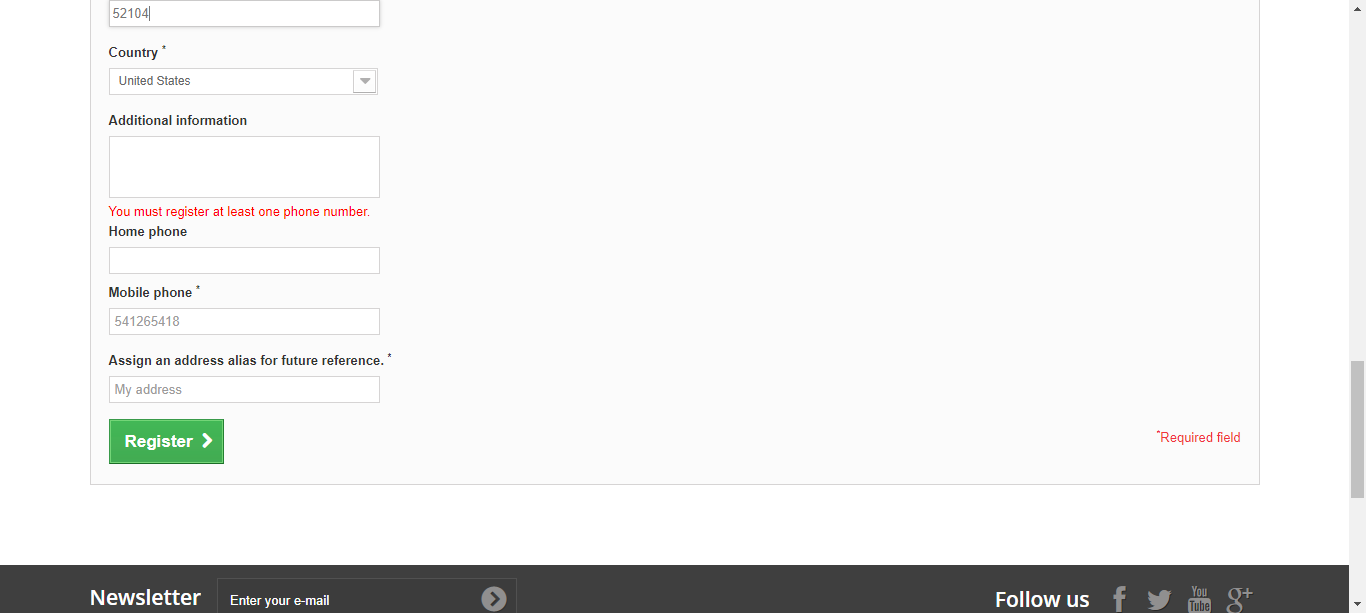 52104
Country *
United States
Additional information
You must register at least one phone number.
Home phone
Mobile phone *
541265418
Assign an address alias for future reference. *
My address
Register
*Required field
Newsletter
Enter your e-mail
Follow us
f
You
Tube
g+